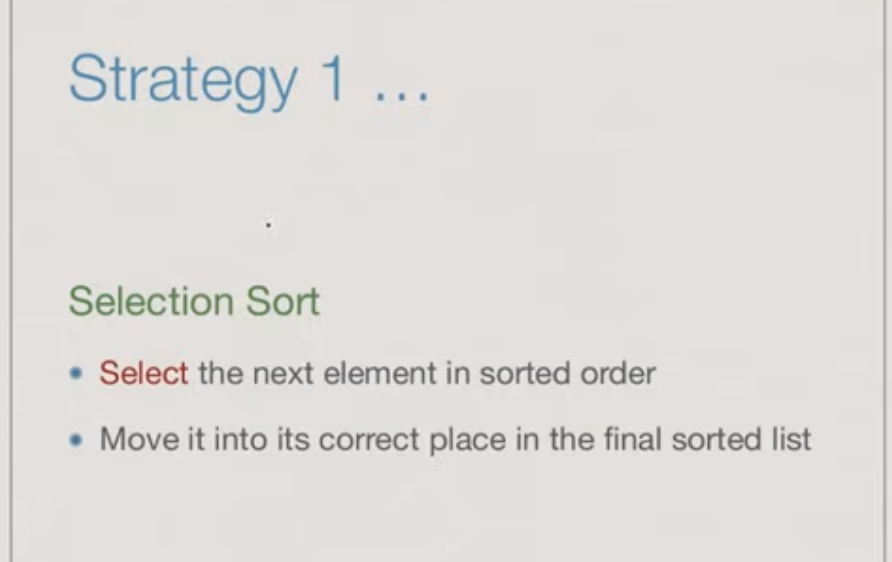 Strategy 1 ...
Selection Sort
• Select the next element in sorted order
• Move it into its correct place in the final sorted list